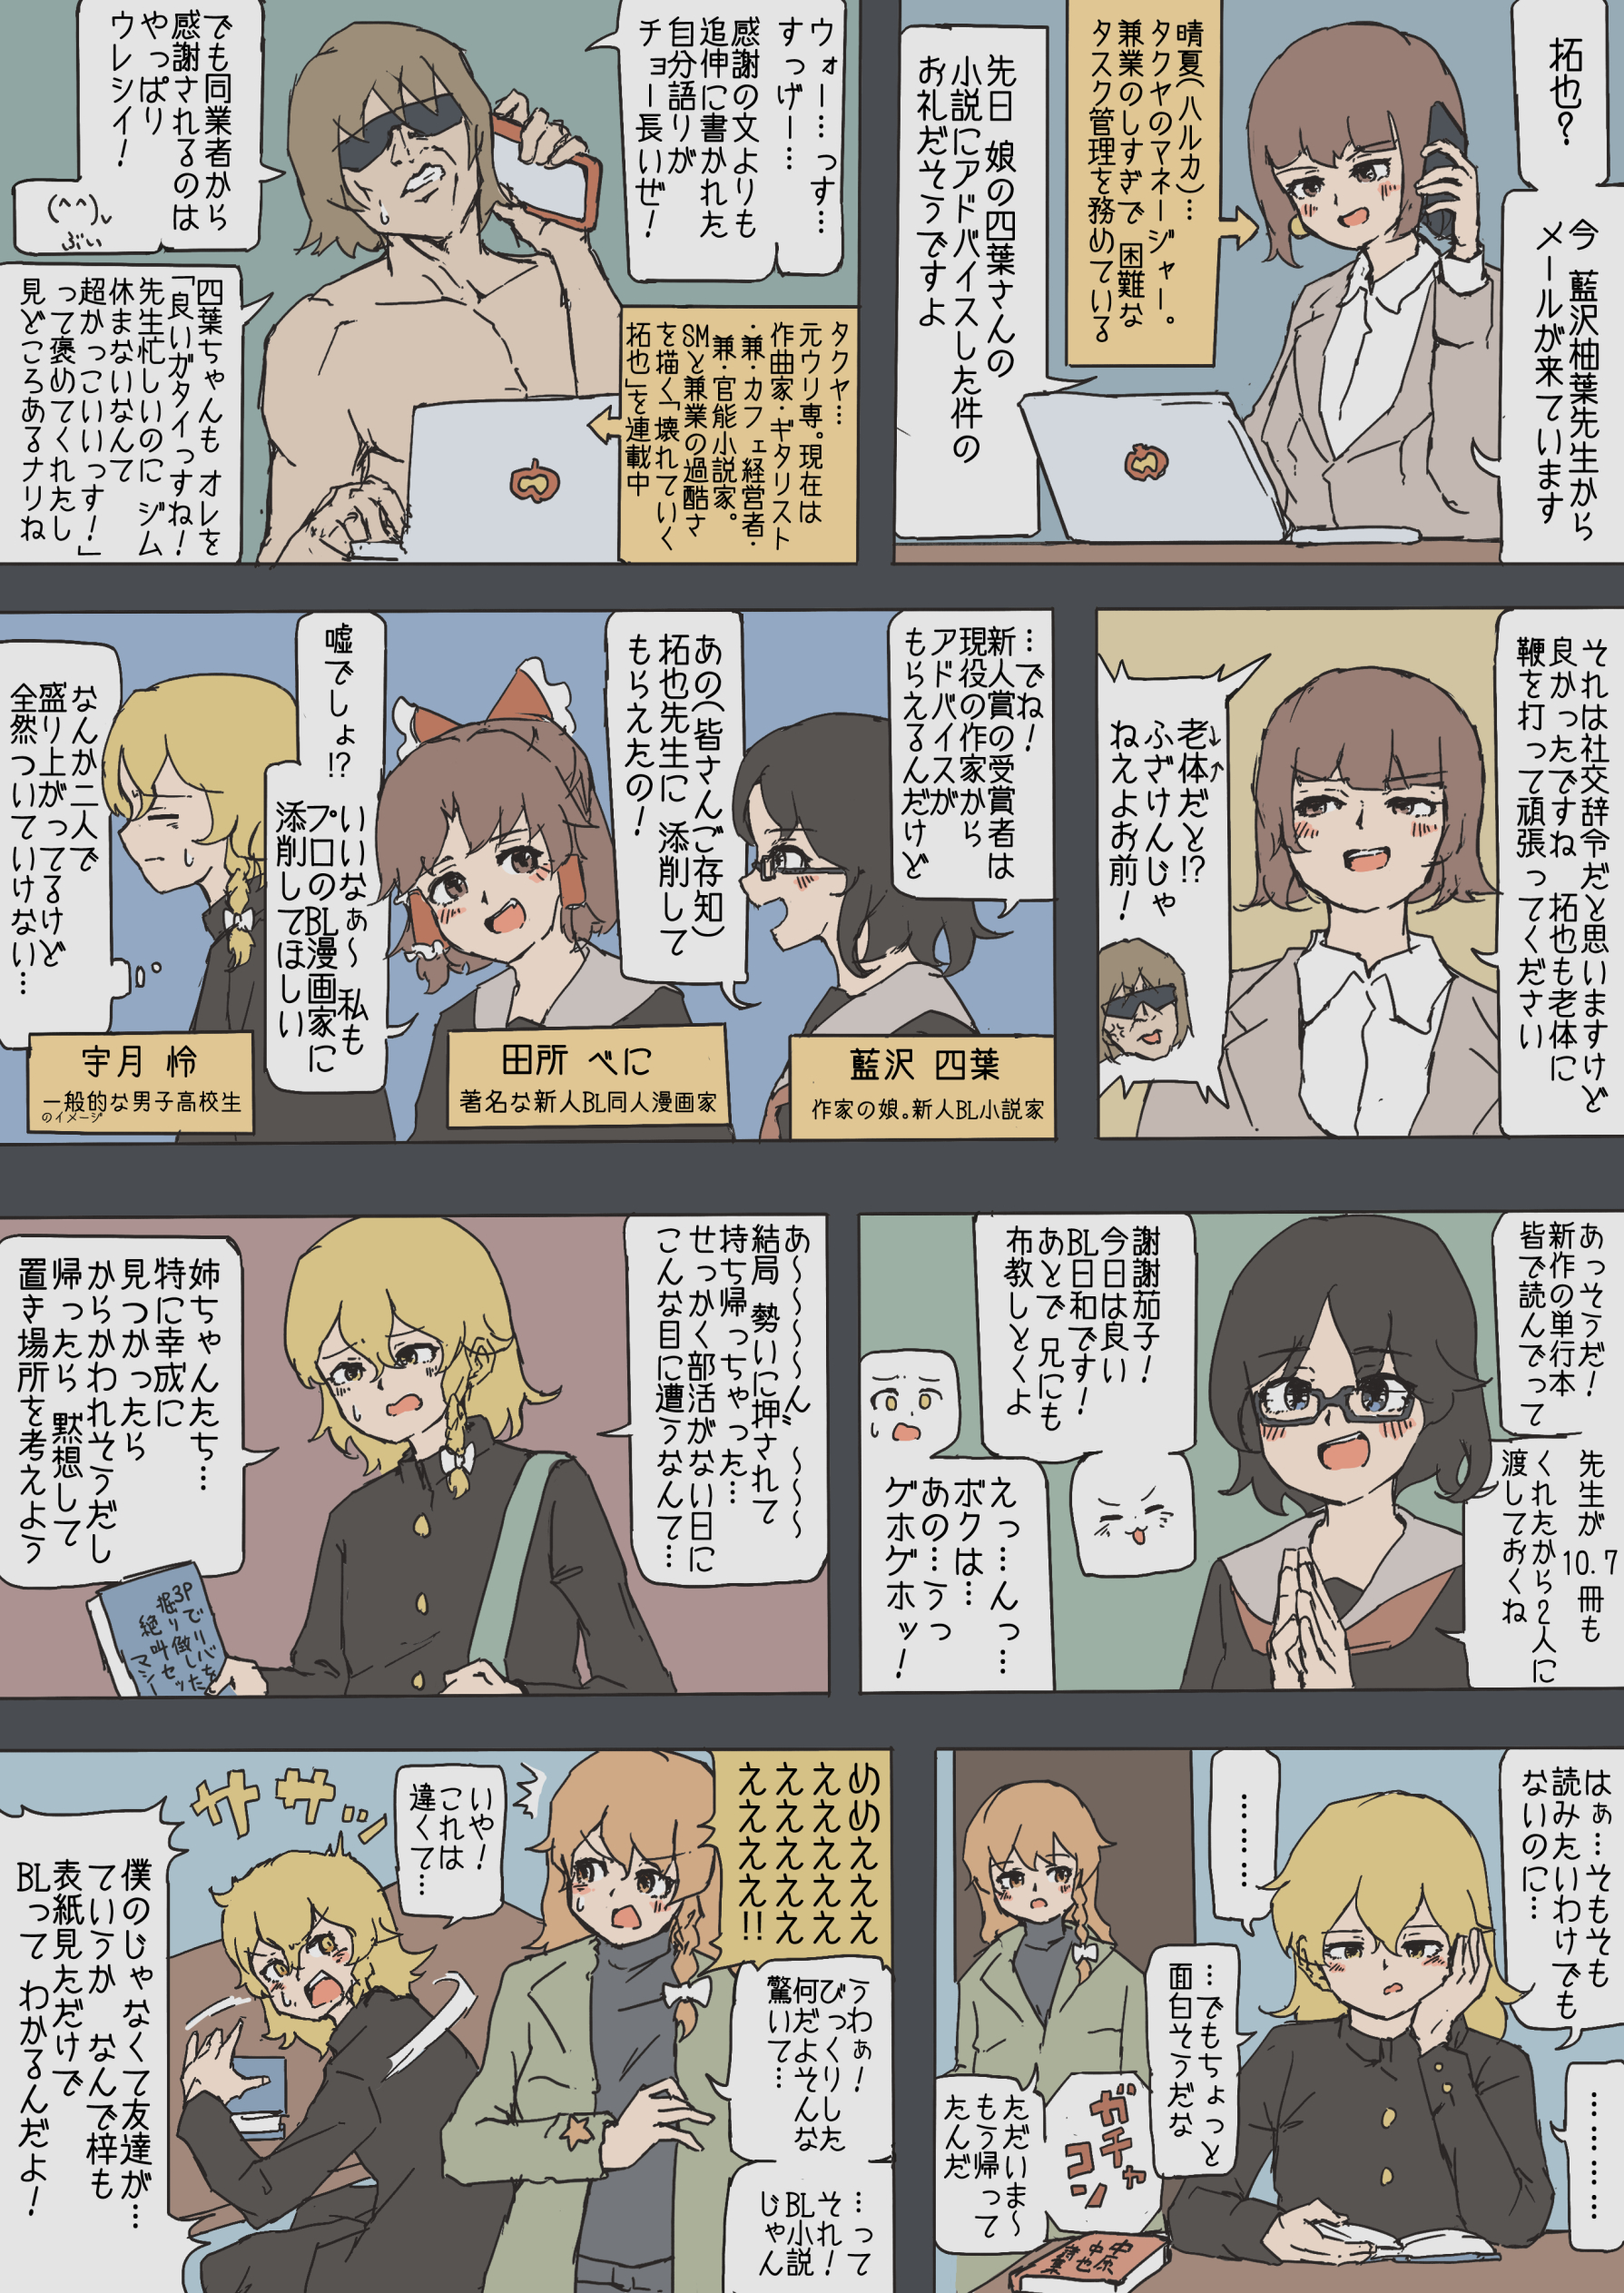 拓也？
今 藍沢柚葉先生から
メールが来ています
晴夏(ハルカ)…
タクヤのマネージャー。
兼業のしすぎで 困難な
タスク管理を務めている
先日 娘の四葉さんの
小説にアドバイスした件の
お礼だそうですよ
ウォー…っす…
すっげー…
感謝の文よりも
追伸に書かれた
自分語りが
チョー長いぜ！
タクヤ…
元ウリ専。現在は
作曲家・ギタリスト
・兼・カフェ経営者・
兼・官能小説家。
SMと兼業の過酷さ
を描く「壊れていく
拓也」を連載中
でも同業者から
感謝されるのは
やっぱり
ウレシイ！
(^^)v
ぶい
四葉ちゃんも オレを
「良いガタイっすね！
先生忙しいのに ジム
休まないなんて
超かっこいいっす！」
って褒めてくれたし
見どころあるナリね
それは社交辞令だと思いますけど
良かったですね 拓也も老体に
鞭を打って頑張ってください
老体だと⁉
ふざけんじゃ
ねえよお前！
…でね！
新人賞の受賞者は
現役の作家から
アドバイスが
もらえるんだけど
あの(皆さんご存知)
拓也先生に 添削して
もらえたの！
藍沢 四葉
作家の娘。新人BL小説家
嘘でしょ⁉
いいなぁ〜 私も
プロのBL漫画家に
添削してほしい
田所 べに
著名な新人BL同人漫画家
なんか二人で
盛り上がってるけど
全然ついていけない…
宇月 怜
一般的な男子高校生
のイメージ
あっそうだ！
新作の単行本
皆で読んでって
先生が 10.7 冊も
くれたから2人に
渡しておくね
謝謝茄子！
今日は良い
BL日和です！
あとで 兄にも
布教しとくよ
えっ…んっ…
ボクは…
あの…うっ
ゲホゲホッ！
あ〜〜〜〜ん゛〜〜〜
結局 勢いに押されて
持ち帰っちゃった…
せっかく部活がない日に
こんな目に遭うなんて…
姉ちゃんたち…
特に幸成に
見つかったら
からかわれそうだし
帰ったら 黙想して
置き場所を考えよう
3Pでリバを
掘り倒した
絶叫セッ
マシー
はぁ…そもそも
読みたいわけでも
ないのに…
…………
…………
…でもちょっと
面白そうだな
ガチャ
コン
ただいま〜
もう帰って
たんだ
中原
中也
詩集
めめえええ
ええええええ
ええええええ
ええええ‼
うわぁ！
びっくりした
何だよそんな
驚いて…
…って
それ！
BL小説
じゃん
いや！
これは
違くて…
ササッ
僕のじゃなくて友達が…
ていうか なんで梓も
表紙見ただけで
BLって わかるんだよ！